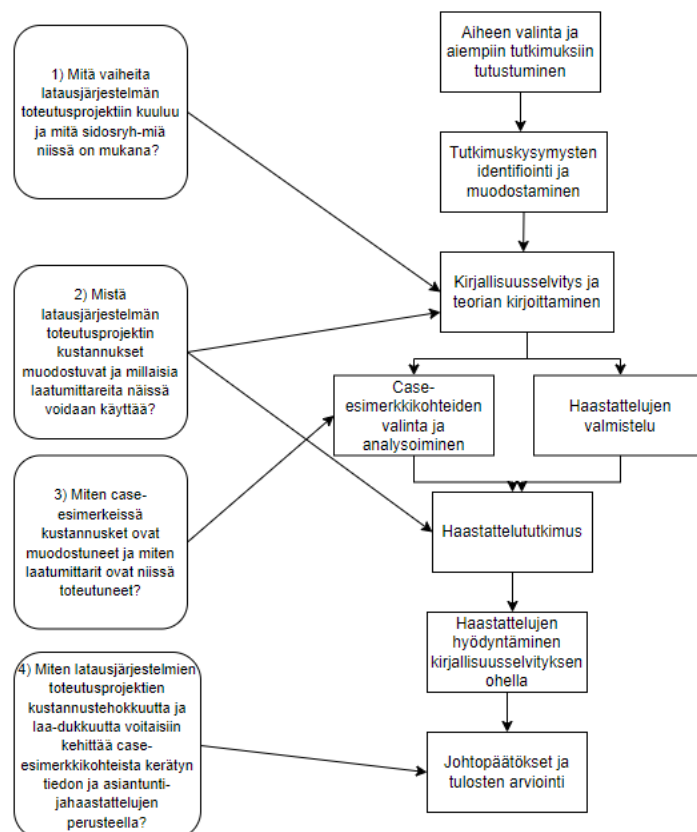 1) Mitä vaiheita
latausjärjestelmän
toteutusprojektiin kuuluu
ja mitä sidosryh-miä
niissä on mukana?
2) Mistä
latausjärjestelmän
toteutusprojektin
kustannukset
muodostuvat ja millaisia
laatumittareita näissä
voidaan käyttää?
3) Miten case-
esimerkeissä
kustannusket ovat
muodostuneet ja miten
laatumittarit ovat niissä
toteutuneet?
4) Miten latausjärjestelmien
toteutusprojektien
kustannustehokkuutta ja
laa-dukkuutta voitaisiin
kehittää case-
esimerkkikohteista kerätyn
tiedon ja asiantunti-
jahaastattelujen
perusteella?
Aiheen valinta ja
aiempiin tutkimuksiin
tutustuminen
Tutkimuskysymysten
identifiointi ja
muodostaminen
Kirjallisuusselvitys ja
teorian kirjoittaminen
Case-
esimerkkikohteiden
valinta ja
analysoiminen
Haastattelujen
valmistelu
Haastattelututkimus
Haastattelujen
hyödyntäminen
kirjallisuusselvityksen
ohella
Johtopäätökset ja
tulosten arviointi